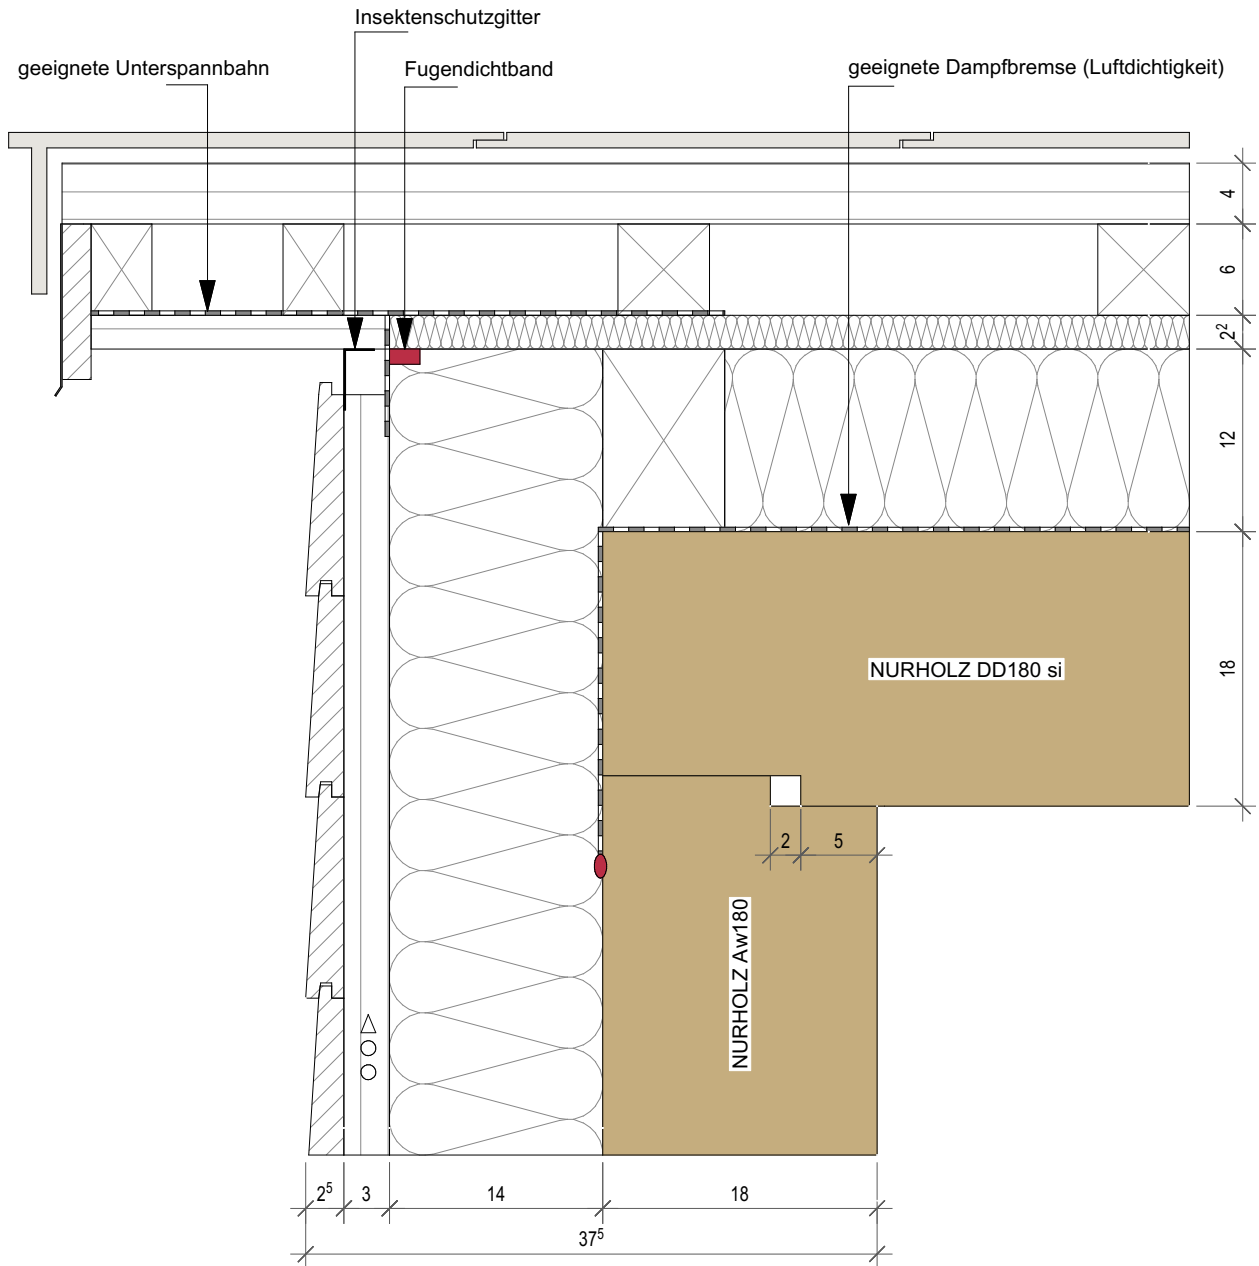 Insektenschutzgitter
geeignete Unterspannbahn
Fugendichtband
geeignete Dampfbremse (Luftdichtigkeit)
4
6
2²
12
18
NURHOLZ DD180 si
2
5
NURHOLZ Aw180
2⁵
3
14
18
37⁵